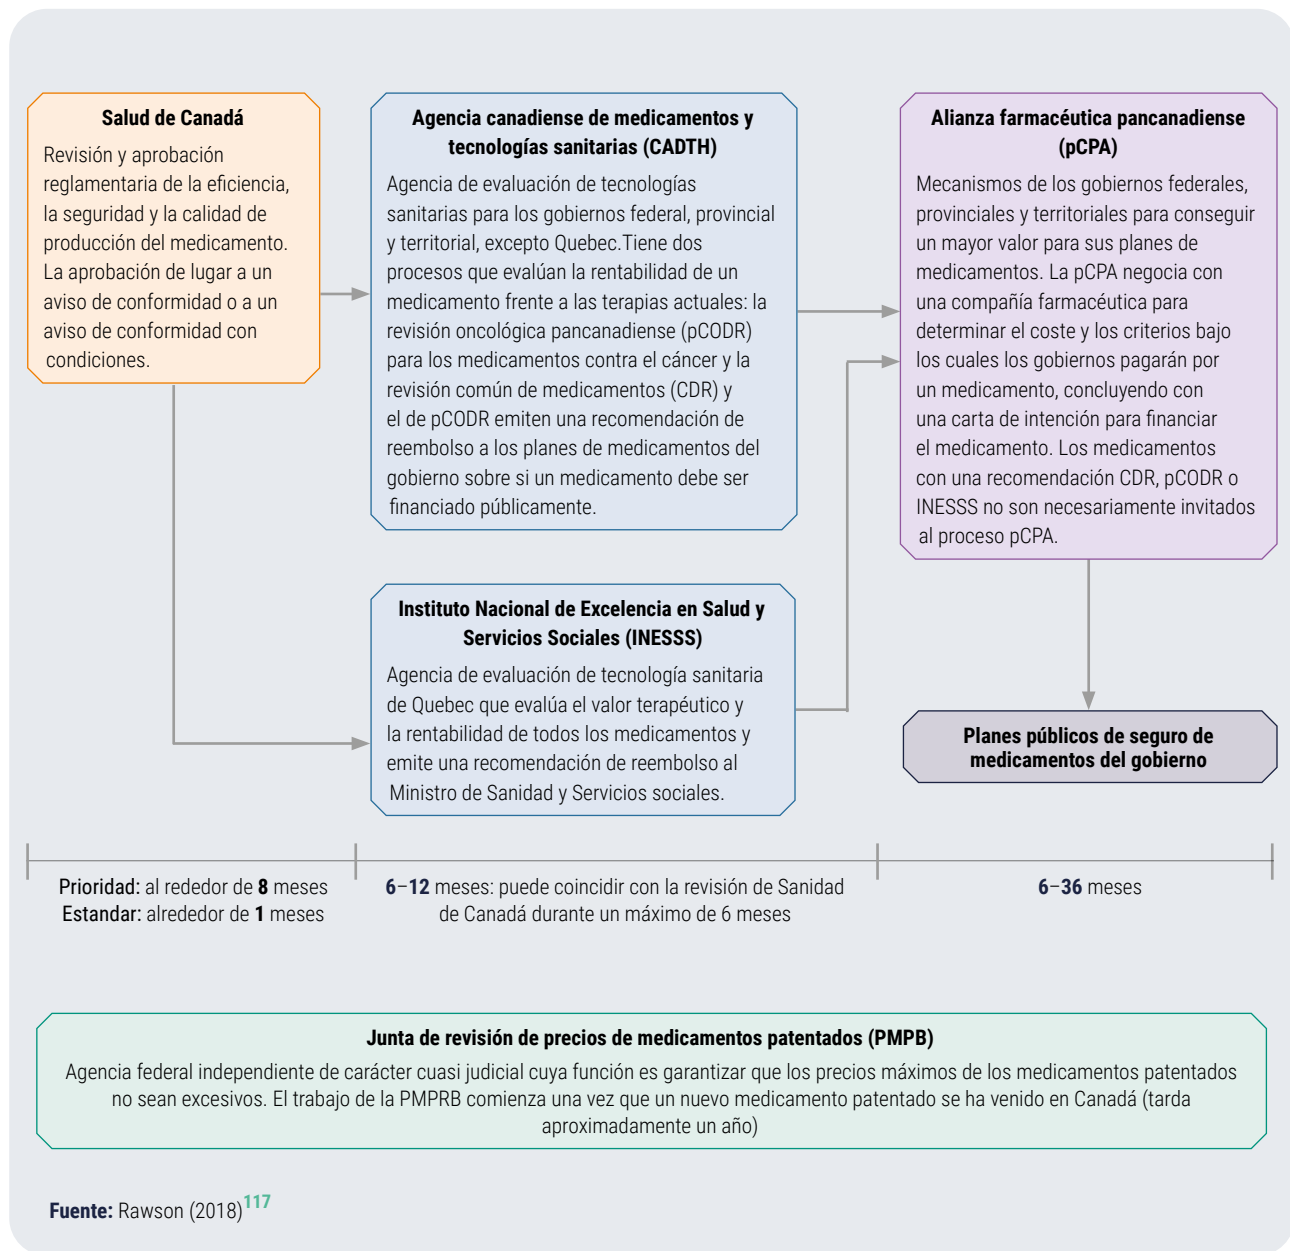 Salud de Canadá
Revisión y aprobación
reglamentaria de la eficiencia,
la seguridad y la calidad de
producción del medicamento.
La aprobación de lugar a un
aviso de conformidad o a un
aviso de conformidad con
condiciones.
Agencia canadiense de medicamentos y
tecnologías sanitarias (CADTH)
Agencia de evaluación de tecnologías
sanitarias para los gobiernos federal, provincial
y territorial, excepto Quebec.Tiene dos
procesos que evalúan la rentabilidad de un
medicamento frente a las terapias actuales: la
revisión oncológica pancanadiense (pCODR)
para los medicamentos contra el cáncer y la
revisión común de medicamentos (CDR) y
el de pCODR emiten una recomendación de
reembolso a los planes de medicamentos del
gobierno sobre si un medicamento debe ser
financiado públicamente.
Instituto Nacional de Excelencia en Salud y
Servicios Sociales (INESSS)
Agencia de evaluación de tecnología sanitaria
de Quebec que evalúa el valor terapéutico y
la rentabilidad de todos los medicamentos y
emite una recomendación de reembolso al
Ministro de Sanidad y Servicios sociales.
Alianza farmacéutica pancanadiense
(pCPA)
Mecanismos de los gobiernos federales,
provinciales y territoriales para conseguir
un mayor valor para sus planes de
medicamentos. La pCPA negocia con
una compañía farmacéutica para
determinar el coste y los criterios bajo
los cuales los gobiernos pagarán por
un medicamento, concluyendo con
una carta de intención para financiar
el medicamento. Los medicamentos
con una recomendación CDR, pCODR o
INESSS no son necesariamente invitados
al proceso pCPA.
Planes públicos de seguro de
medicamentos del gobierno
Prioridad: al rededor de 8 meses
Estandar: alrededor de 1 meses
6–12 meses: puede coincidir con la revisión de Sanidad
de Canadá durante un máximo de 6 meses
6–36 meses
Junta de revisión de precios de medicamentos patentados (PMPB)
Agencia federal independiente de carácter cuasi judicial cuya función es garantizar que los precios máximos de los medicamentos patentados
no sean excesivos. El trabajo de la PMPRB comienza una vez que un nuevo medicamento patentado se ha venido en Canadá (tarda
aproximadamente un año)
Fuente: Rawson (2018)117